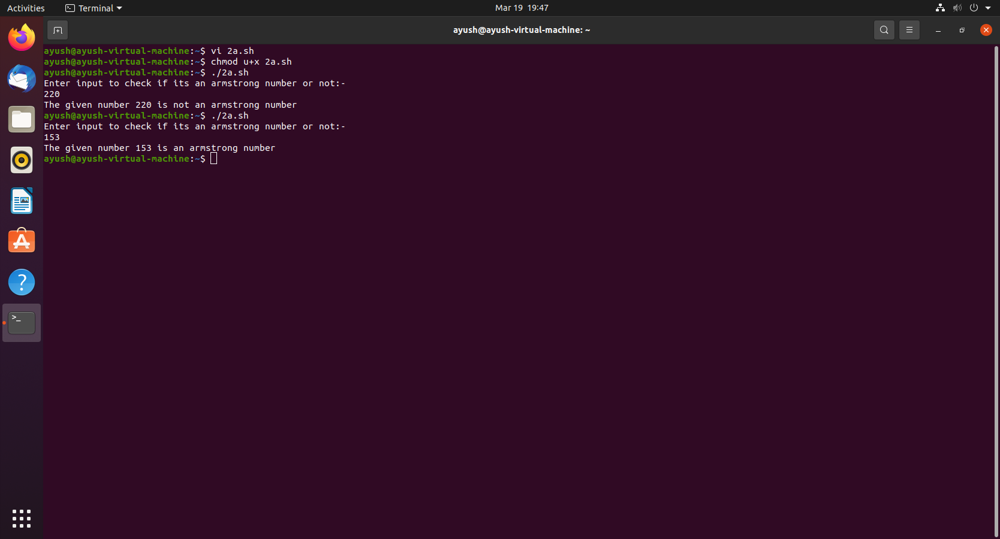 Activities
Terminal
Mar 19 19:47
ayush@ayush-virtual-machine: ~
ayush@ayush-virtual-machine:~$ vi 2a.sh
ayush@ayush-virtual-machine:~$ chmod u+x 2a.sh
ayush@ayush-virtual-machine:~$ ./2a.sh
Enter input to check if its an armstrong number or not:-
220
The given number 220 is not an armstrong number
ayush@ayush-virtual-machine:~$ ./2a.sh
Enter input to check if its an armstrong number or not:-
153
The given number 153 is an armstrong number
ayush@ayush-virtual-machine:~$